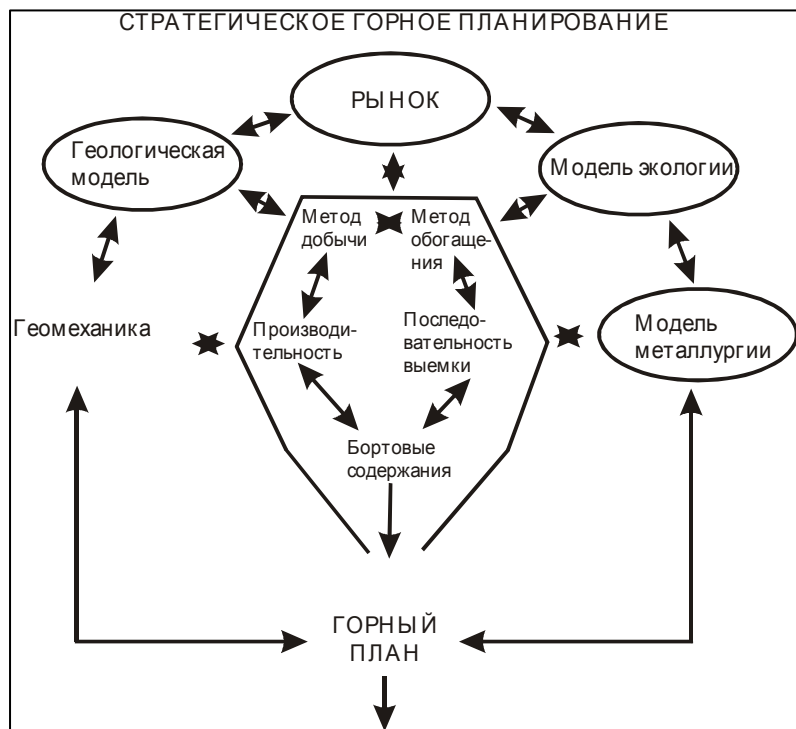 СТРАТЕГИЧЕСКОЕ ГОРНОЕ ПЛАНИРОВАНИЕ
РЫНОК
Геологическая
модель
Модель экологии
Метод
добычи
Метод
обогаще-
ния
Геомеханика
Производи-
тельность
Последо-
вательность
выемки
Модель
металлургии
Бортовые
содержания
ГОРНЫЙ
ПЛАН